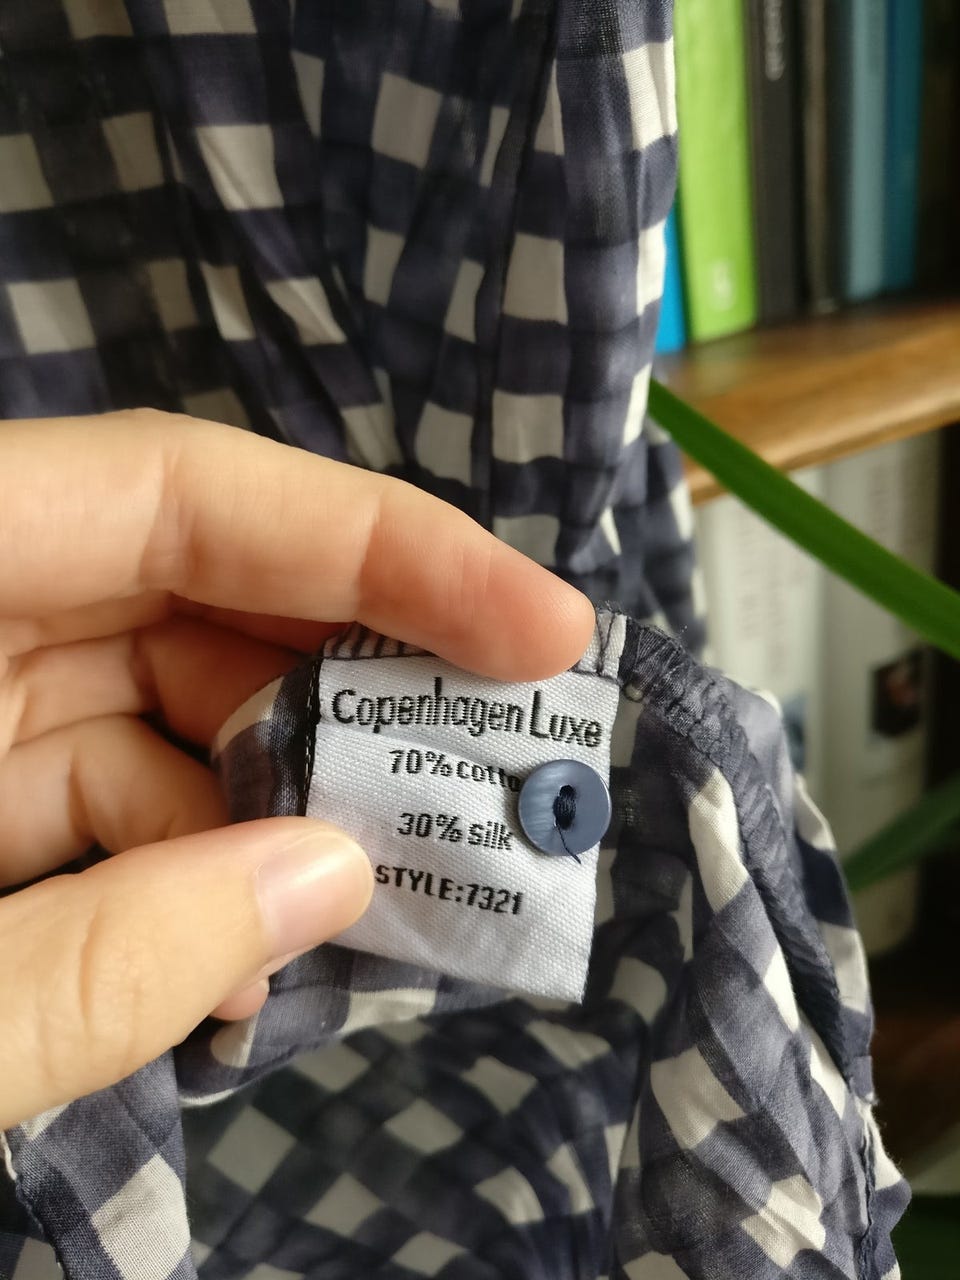 Copenhagen Luxe
70% cotto
30% Silk
STYLE:7321